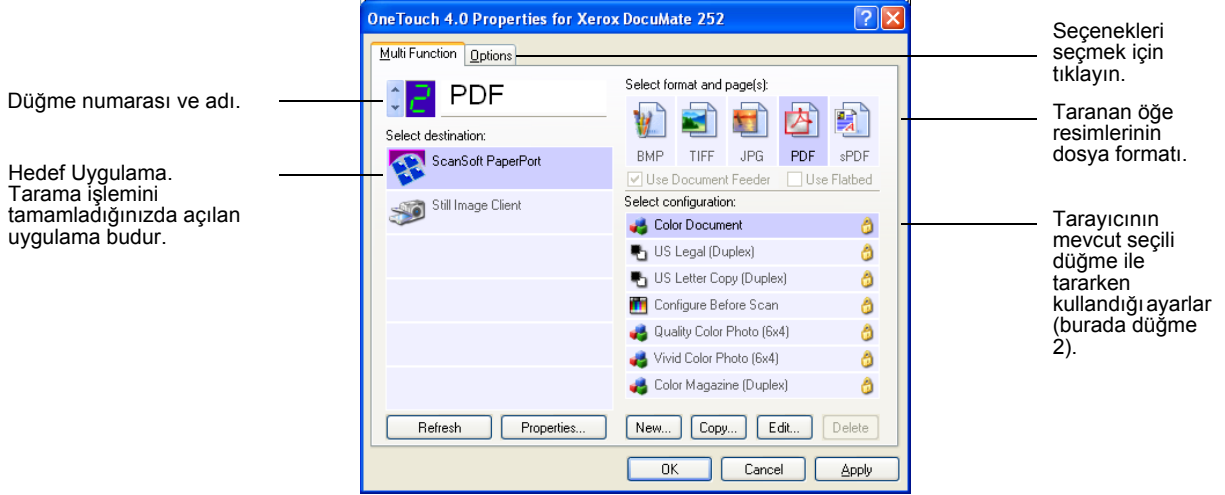 OneTouch 4.0 Properties for Xerox DocuMate 252
Multi Function
Options
Seçenekleri
seçmek için
tıklayın.
Düğme numarası ve adı.
2 PDF
Select format and page(s):
BMP TIFF JPG PDF sPDF
Use Document Feeder
Use Flatbed
Taranan öğe
resimlerinin
dosya formatı.
Hedef Uygulama.
Tarama işlemini
tamamladığınızda açılan
uygulama budur.
Select destination:
ScanSoft PaperPort
Still Image Client
Select configuration:
Color Document
US Legal (Duplex)
US Letter Copy (Duplex)
Configure Before Scan
Quality Color Photo (6x4)
Vivid Color Photo (6x4)
Color Magazine (Duplex)
Tarayıcının
mevcut seçili
düğme ile
tararken
kullandığı ayarlar
(burada düğme
2).
Refresh
Properties...
New...
Copy...
Edit...
Delete
OK
Cancel
Apply